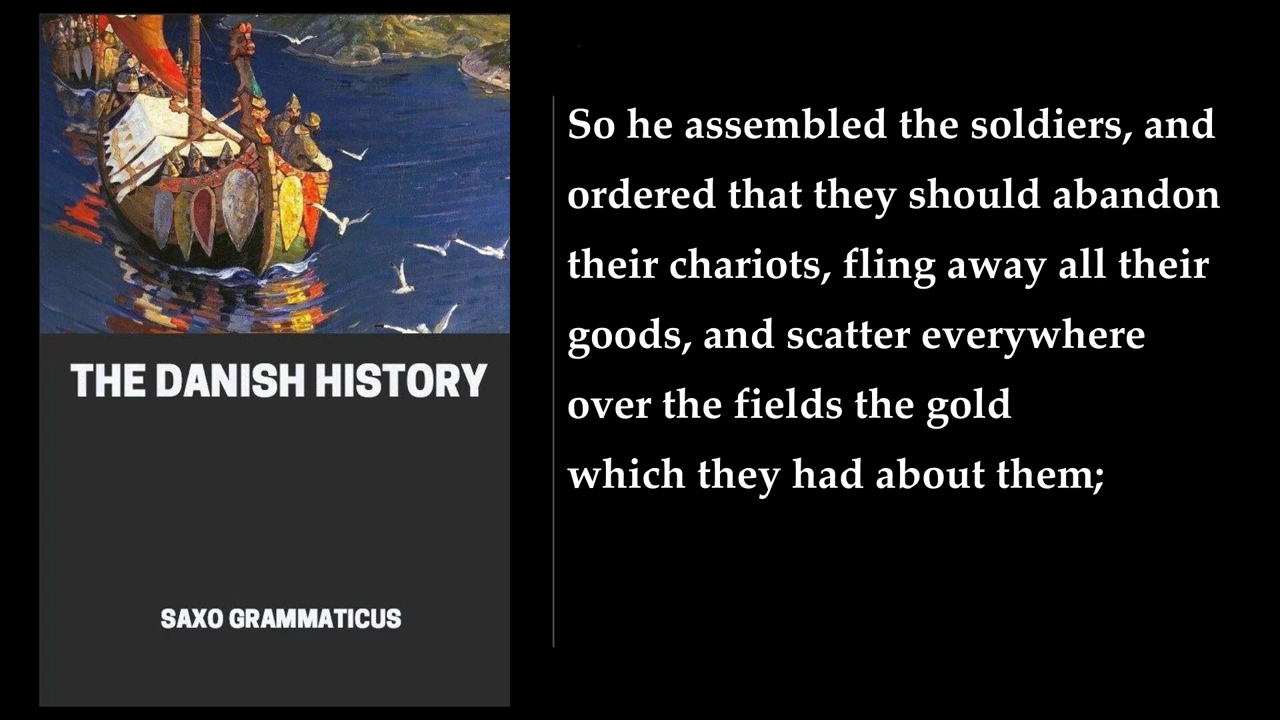 THE DANISH HISTORY
SAXO GRAMMATICUS
So he assembled the soldiers, and
ordered that they should abandon
their chariots, fling away all their
goods, and scatter everywhere
over the fields the gold
which they had about them;